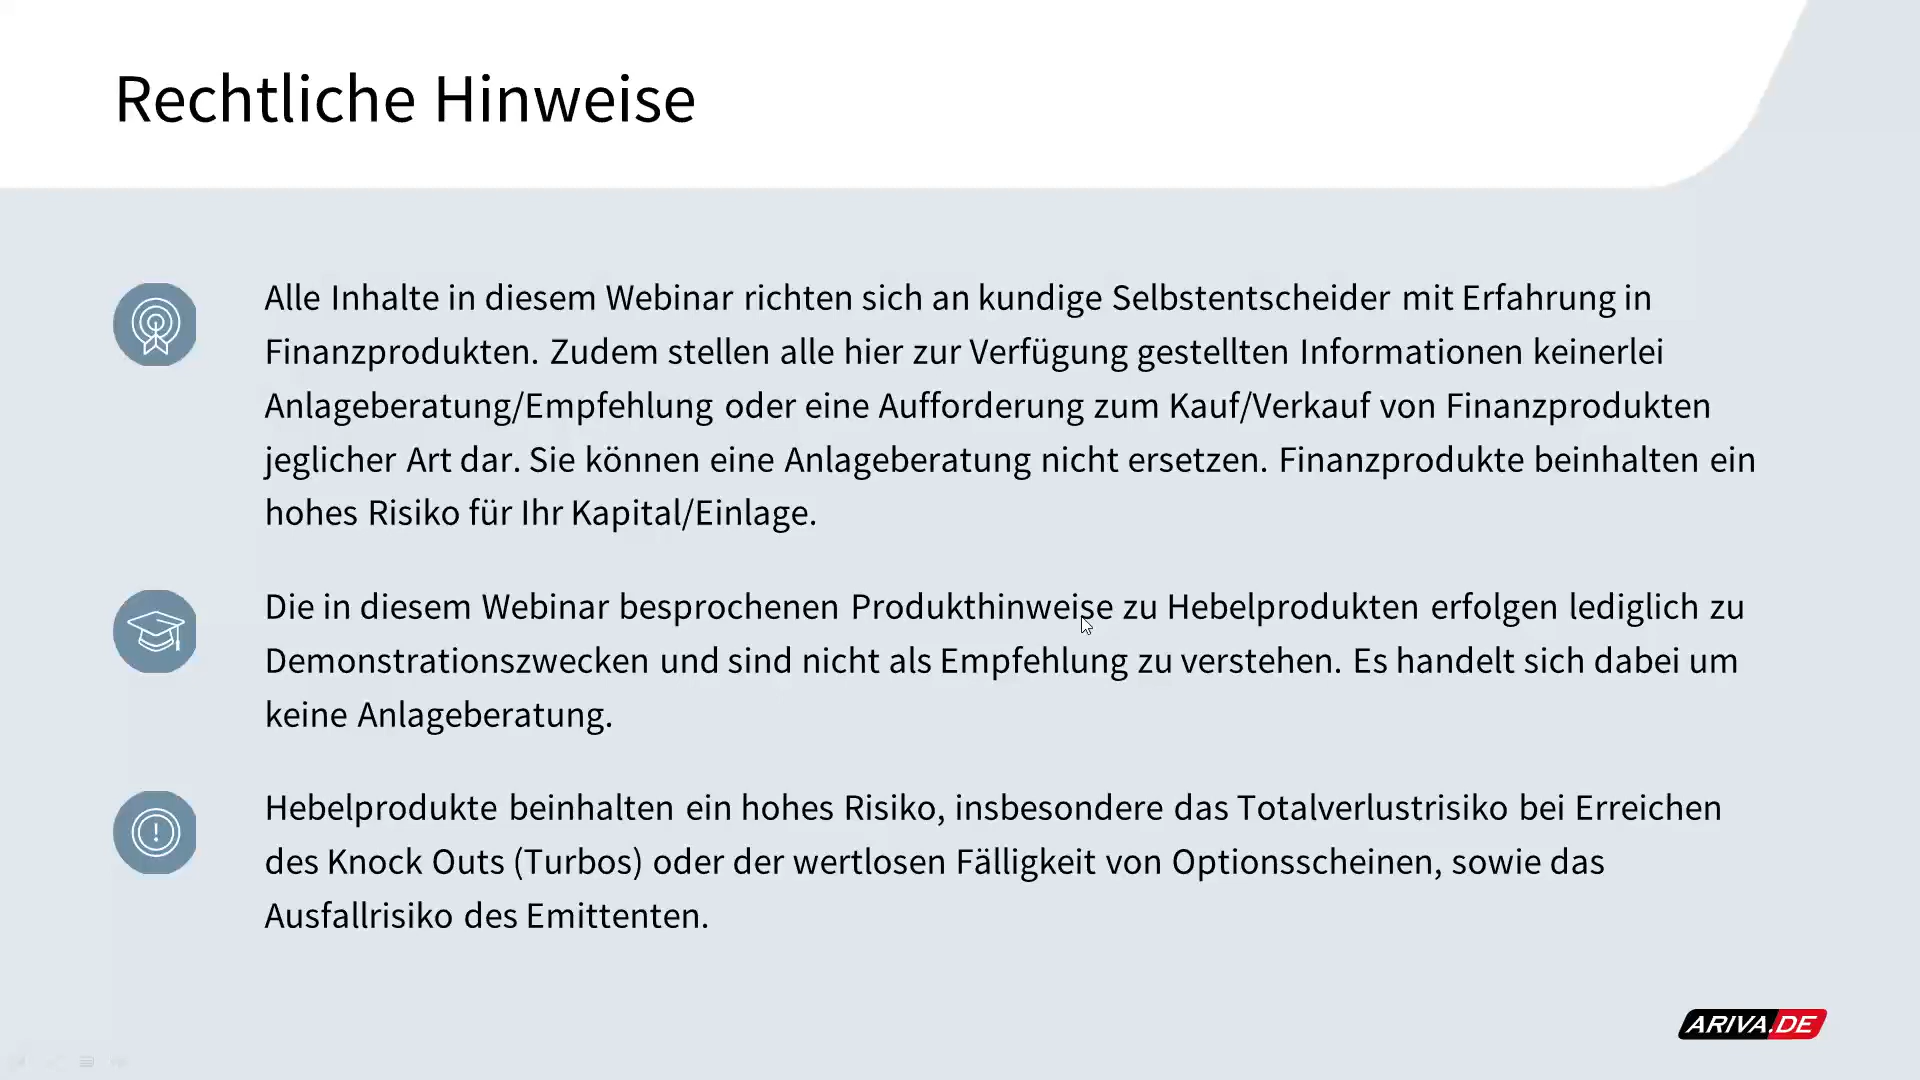 Rechtliche Hinweise
Alle Inhalte in diesem Webinar richten sich an kundige Selbstentscheider mit Erfahrung in
Finanzprodukten. Zudem stellen alle hier zur Verfügung gestellten Informationen keinerlei
Anlageberatung/Empfehlung oder eine Aufforderung zum Kauf/Verkauf von Finanzprodukten
jeglicher Art dar. Sie können eine Anlageberatung nicht ersetzen. Finanzprodukte beinhalten ein
hohes Risiko für Ihr Kapital/Einlage.
Die in diesem Webinar besprochenen Produkthinweise zu Hebelprodukten erfolgen lediglich zu
Demonstrationszwecken und sind nicht als Empfehlung zu verstehen. Es handelt sich dabei um
keine Anlageberatung.
Hebelprodukte beinhalten ein hohes Risiko, insbesondere das Totalverlustrisiko bei Erreichen
des Knock Outs (Turbos) oder der wertlosen Fälligkeit von Optionsscheinen, sowie das
Ausfallrisiko des Emittenten.
ARIVA.DE